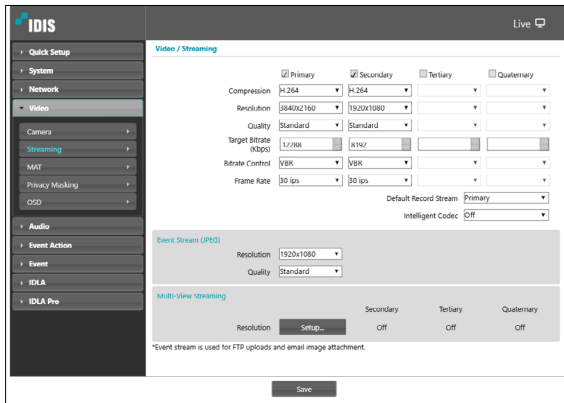 IDIS
Live
Quick Setup
System
Network
Video
Camera
Streaming
MAT
Privacy Masking
OSD
Audio
Event Action
Event
IDLA
IDLA Pro
Video / Streaming
Primary Secondary Tertiary Quaternary
Compression H.264 H.264
Resolution 3840x2160 1920x1080
Quality Standard Standard
Target Bitrate (Kbps) 12288 8192
Bitrate Control VBR VBR
Frame Rate 30 ips 30 ips
Default Record Stream Primary
Intelligent Codec Off
Event Stream (JPEG)
Resolution 1920x1080
Quality Standard
Multi-View Streaming
Secondary Tertiary Quaternary
Resolution Setup... Off Off Off
*Event stream is used for FTP uploads and email image attachment.
Save